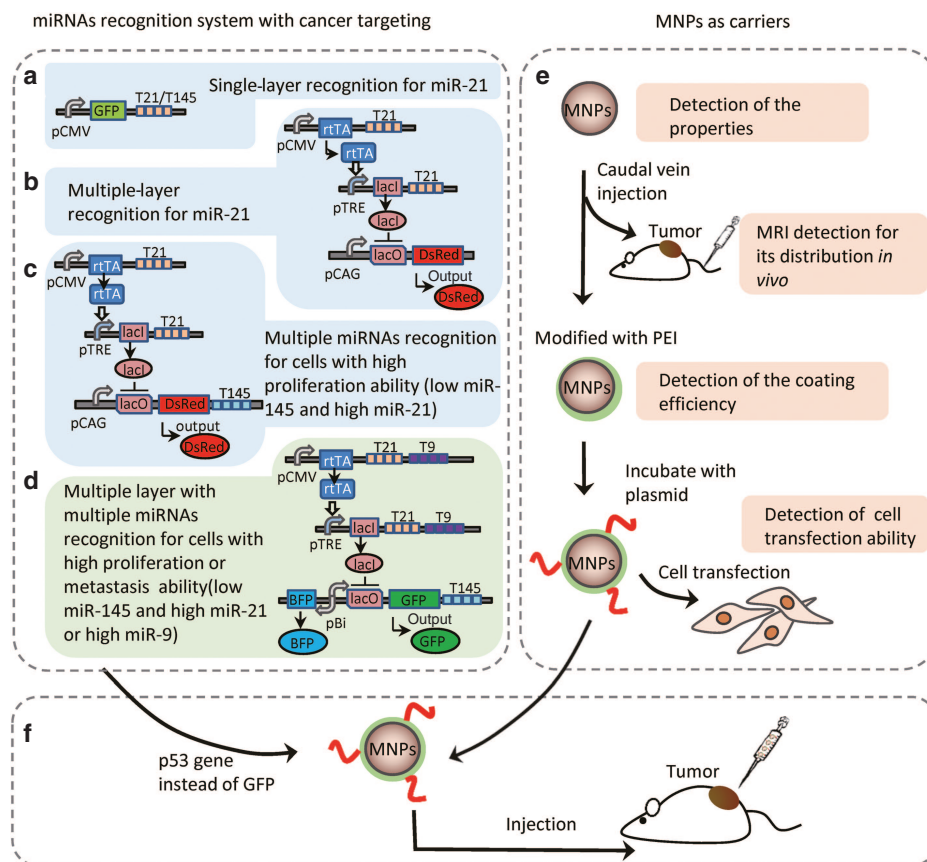 miRNAs recognition system with cancer targeting
MNPs as carriers
a
Single-layer recognition for miR-21
GFP
T21/T145
pCMV
b
Multiple-layer
recognition for miR-21
rtTA
T21
pCMV
rtTA
lacI
T21
pTRE
lacI
lacO
DsRed
pCAG
Output
DsRed
c
rtTA
T21
pCMV
rtTA
lacI
T21
pTRE
lacI
lacO
DsRed
T145
pCAG
output
DsRed
Multiple miRNAs recognition
for cells with high
proliferation ability (low miR-
145 and high miR-21)
d
Multiple layer with
multiple miRNAs
recognition for cells with
high proliferation or
metastasis ability(low
miR-145 and high miR-21
or high miR-9)
rtTA
T21
T9
pCMV
rtTA
lacI
T21
T9
pTRE
lacI
BFP
lacO
GFP
T145
pBi
BFP
Output
GFP
e
MNPs
Detection of the
properties
Caudal vein
injection
Tumor
MRI detection for
its distribution in
vivo
Modified with PEI
MNPs
Detection of the coating
efficiency
Incubate with
plasmid
MNPs
Detection of cell
transfection ability
Cell transfection
f
p53 gene
instead of GFP
MNPs
Injection
Tumor